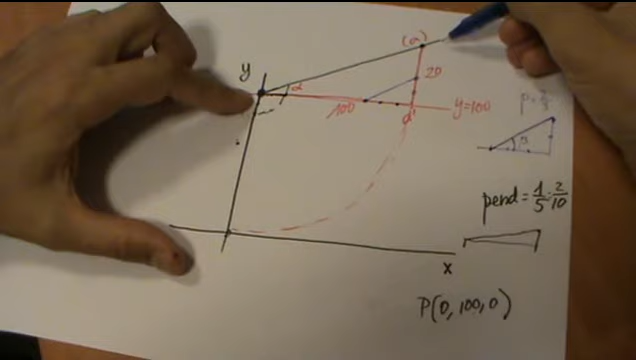 y
(a)
α
20
100
a'
y=100
pend = 1/5 : 2/10
x
P(0, 100, 0)